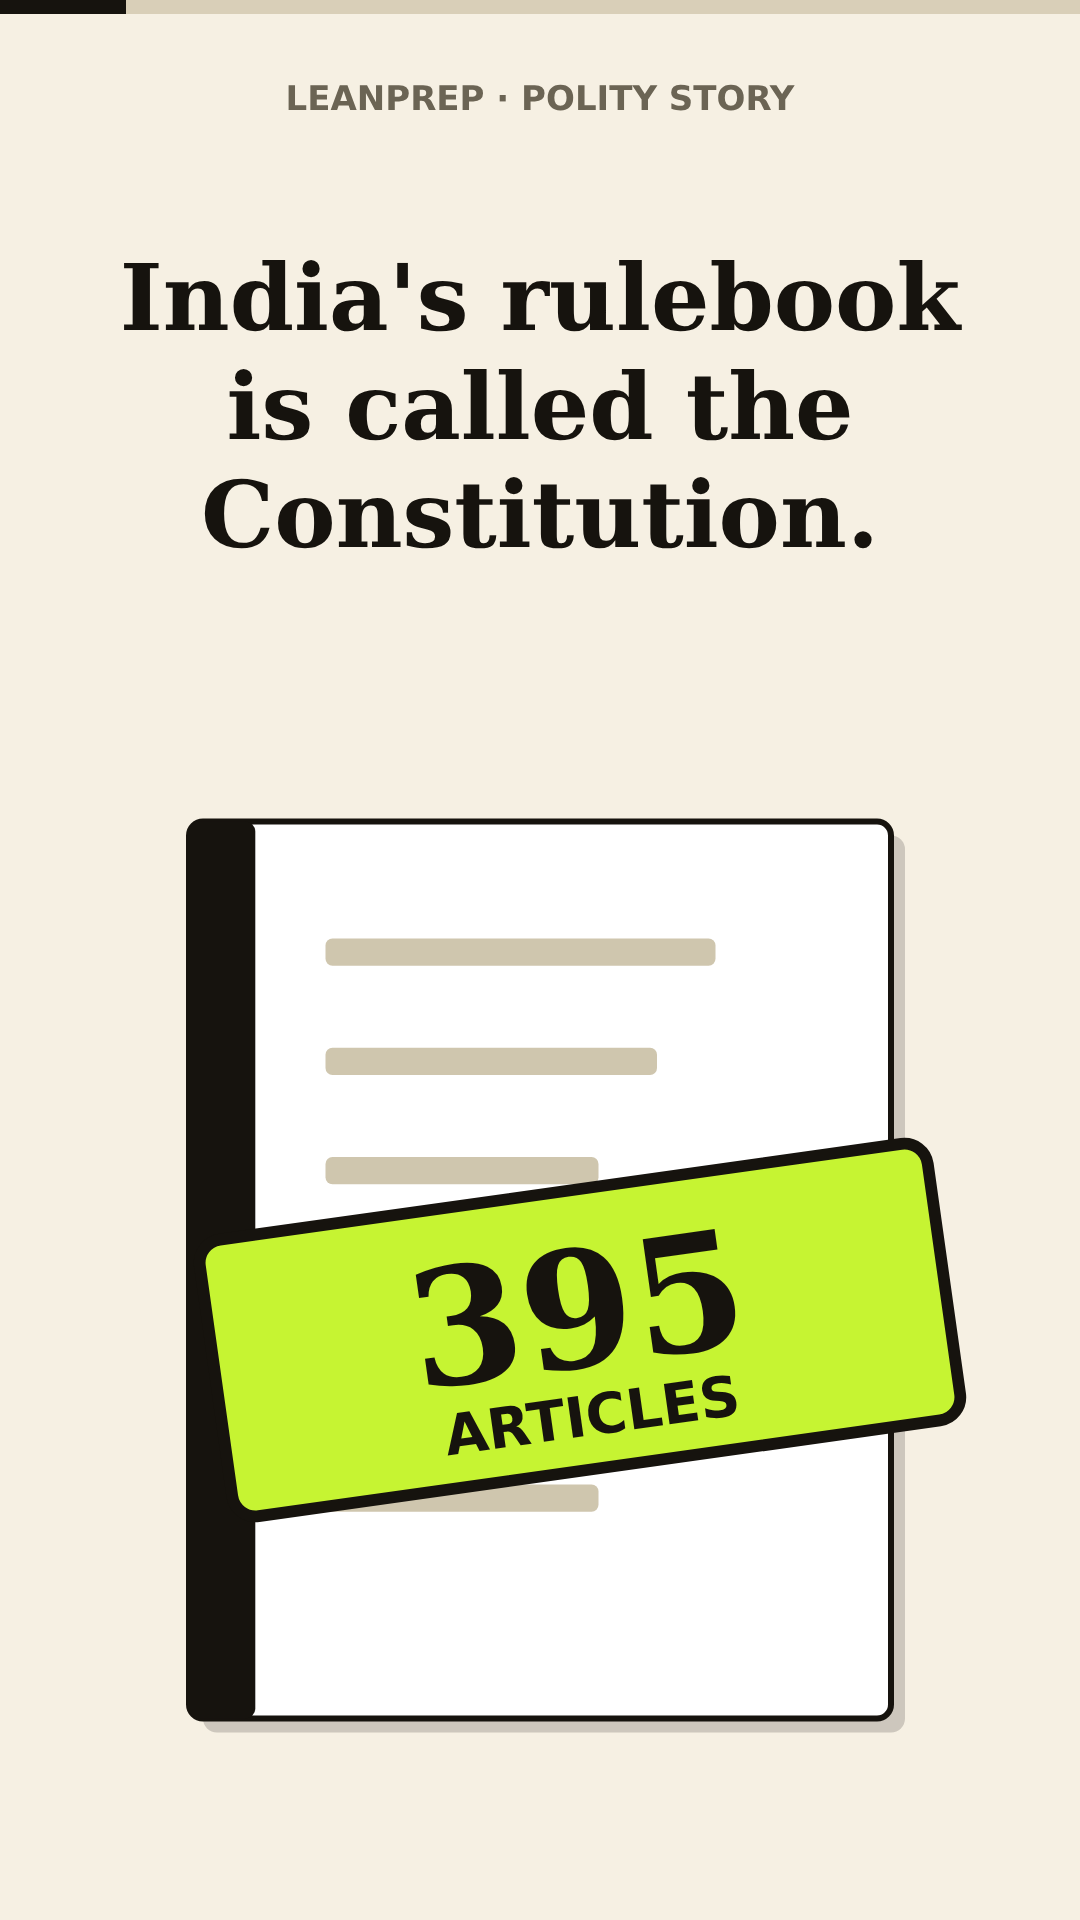 LEANPREP · POLITY STORY
India's rulebook
is called the
Constitution.
395
ARTICLES